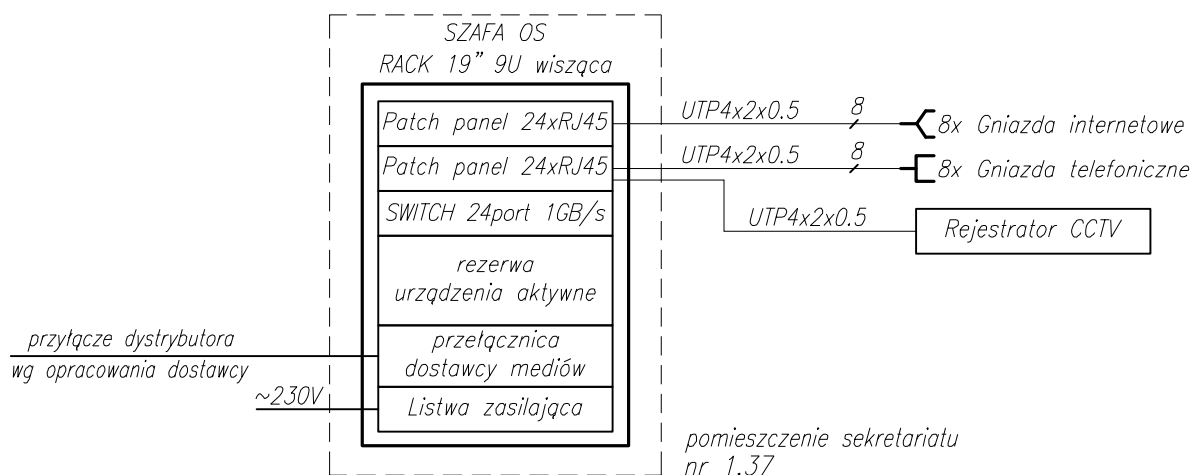 SZAFA OS
RACK 19" 9U wisząca
Patch panel 24xRJ45
UTP4x2x0.5
8
8x Gniazda internetowe
Patch panel 24xRJ45
UTP4x2x0.5
8
8x Gniazda telefoniczne
SWITCH 24port 1GB/s
UTP4x2x0.5
Rejestrator CCTV
rezerwa
urządzenia aktywne
przyłącze dystrybutora
wg opracowania dostawcy
przełącznica
dostawcy mediów
~230V
Listwa zasilająca
pomieszczenie sekretariatu
nr 1.37